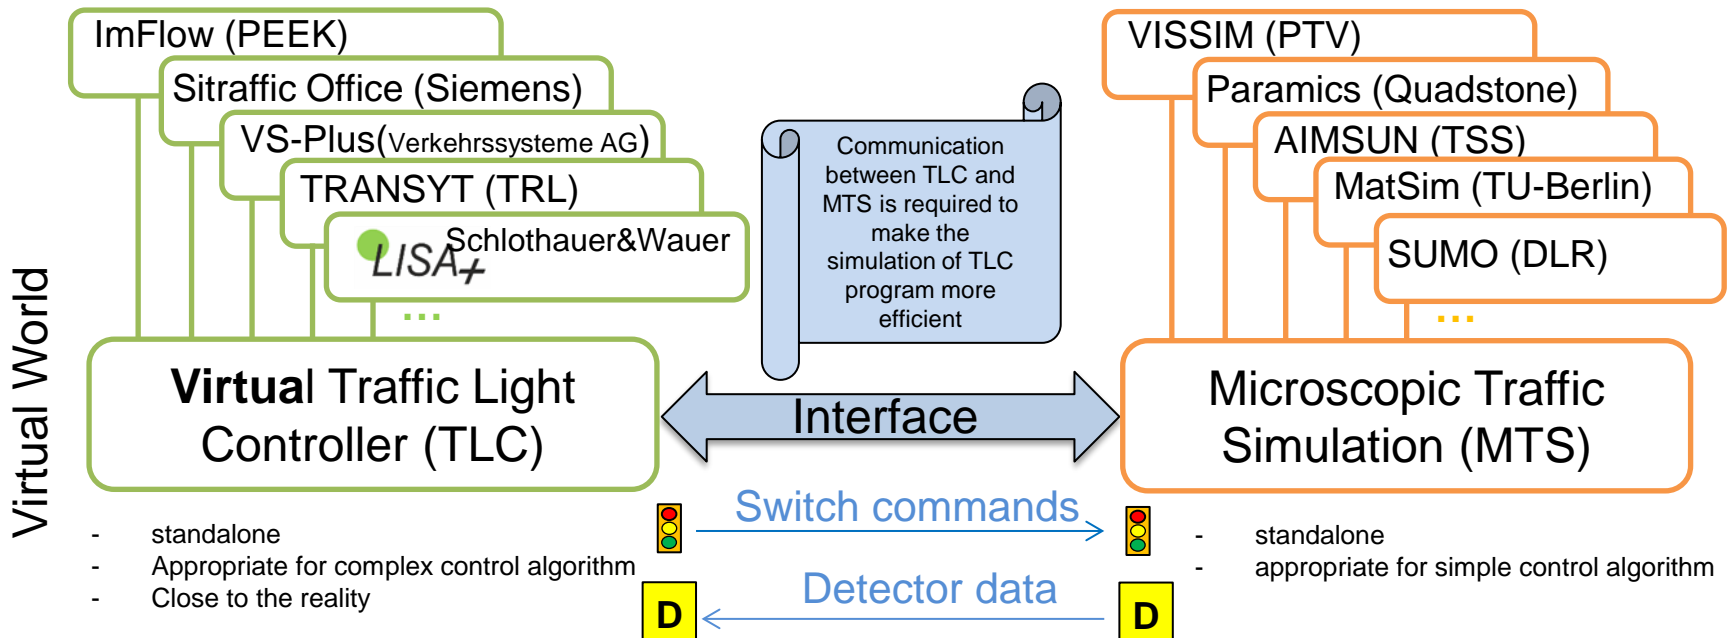 Virtual World
ImFlow (PEEK)
Sitraffic Office (Siemens)
VS-Plus(Verkehrssysteme AG)
TRANSYT (TRL)
Schlothauer&Wauer
LISA+
...
Virtual Traffic Light
Controller (TLC)
- standalone
- Appropriate for complex control algorithm
- Close to the reality
Communication
between TLC and
MTS is required to
make the
simulation of TLC
program more
efficient
Interface
Switch commands
Detector data
D
D
VISSIM (PTV)
Paramics (Quadstone)
AIMSUN (TSS)
MatSim (TU-Berlin)
SUMO (DLR)
...
Microscopic Traffic
Simulation (MTS)
- standalone
- appropriate for simple control algorithm